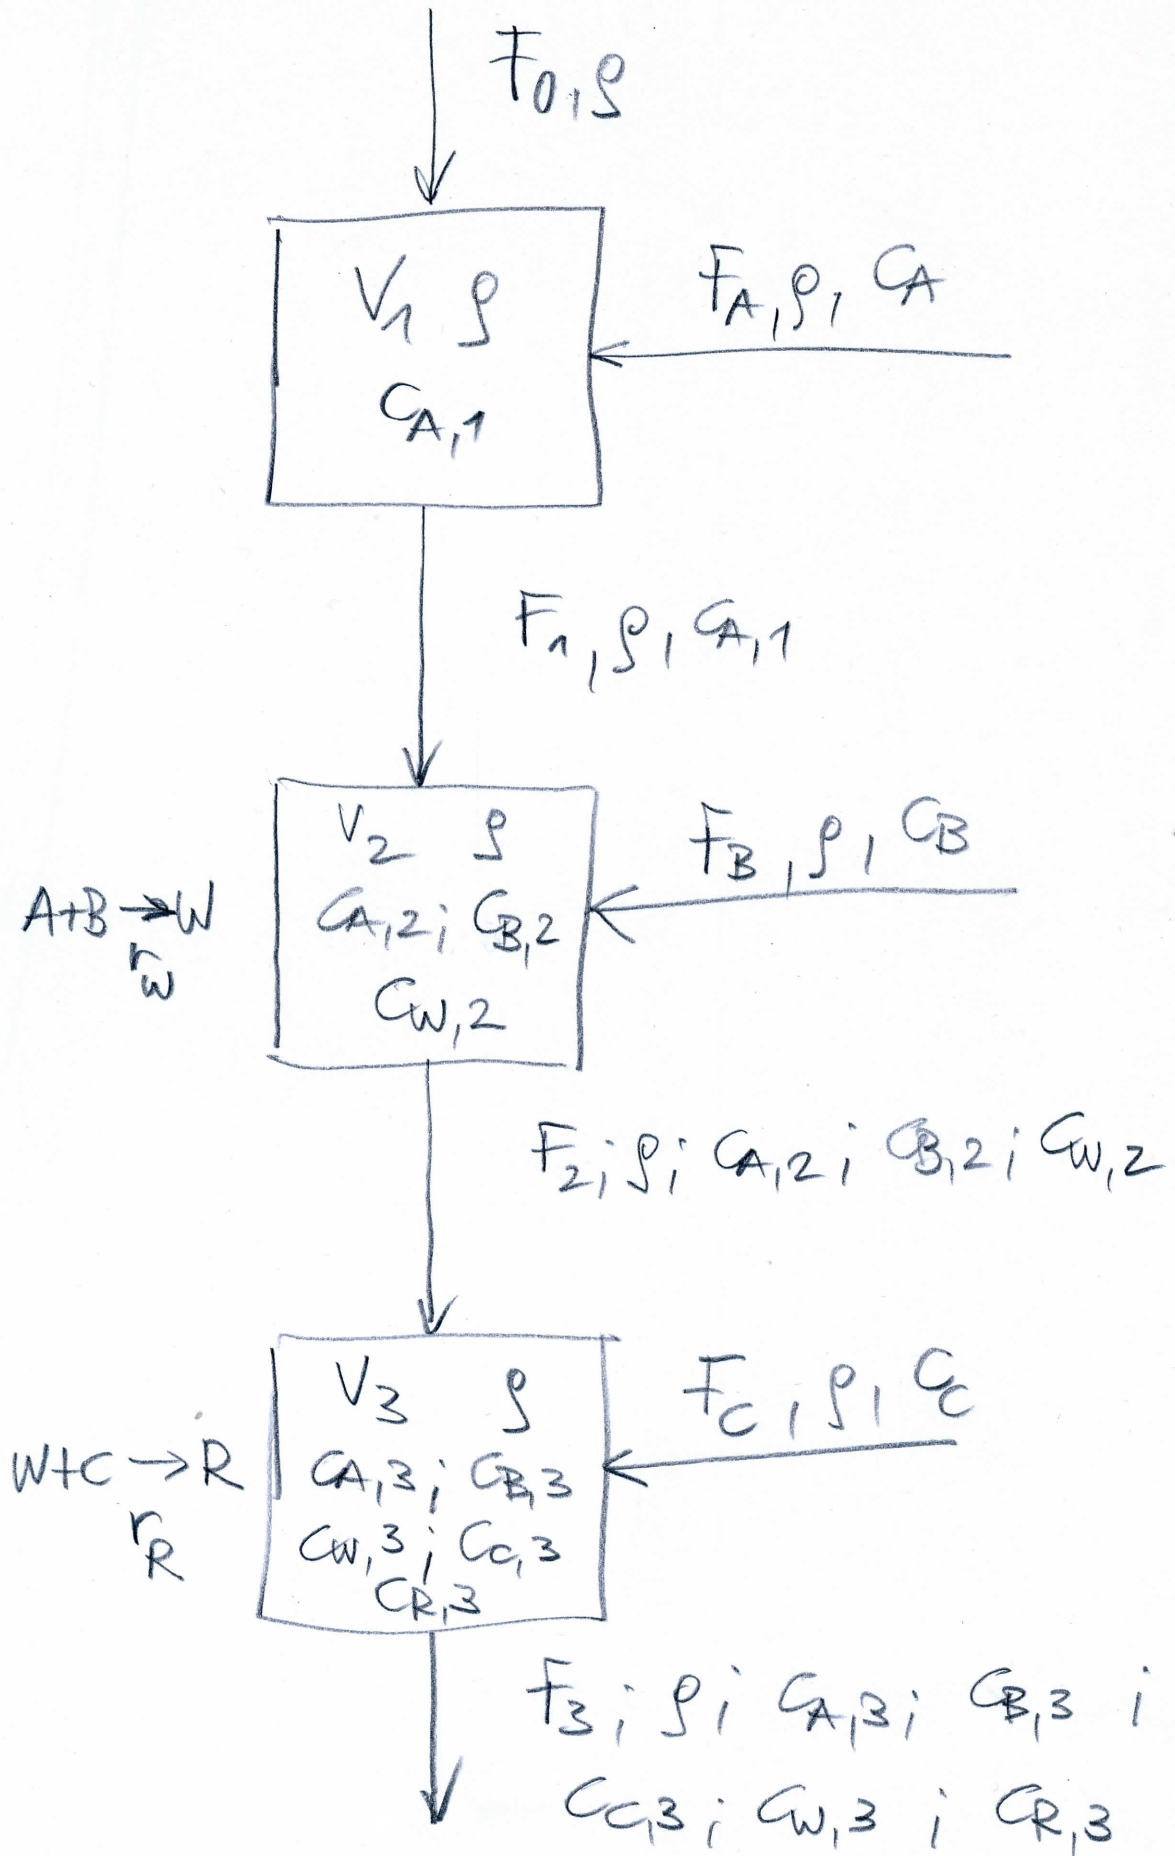 F0, ρ
V1 ρ
CA,1
FA, ρ, CA
F1, ρ, CA,1
V2 ρ
CA,2; CB,2
CW,2
FB, ρ, CB
A+B → W
rW
F2; ρ; CA,2; CB,2; CW,2
V3 ρ
CA,3; CB,3
CW,3; CC,3
CR,3
FC, ρ, CC
W+C → R
rR
F3; ρ; CA,3; CB,3;
CC,3; CW,3; CR,3